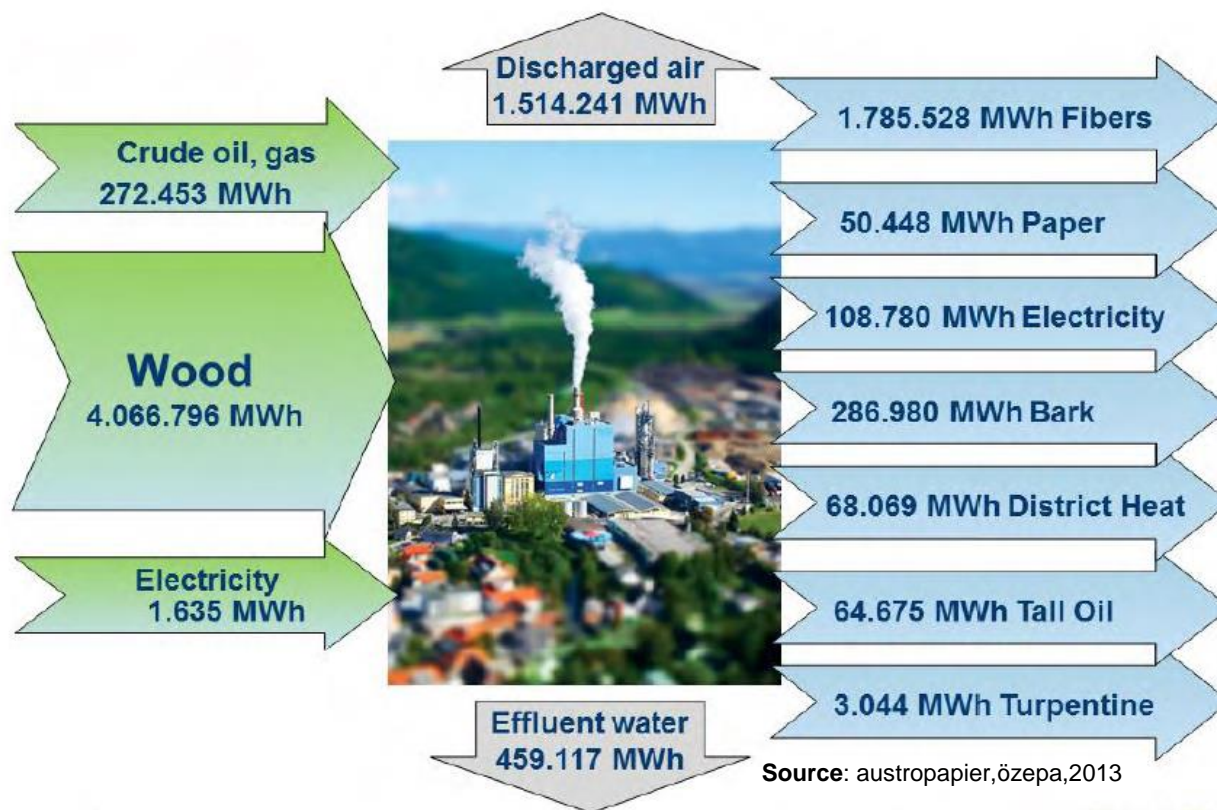 Discharged air
1.514.241 MWh
Crude oil, gas
272.453 MWh
Wood
4.066.796 MWh
Electricity
1.635 MWh
1.785.528 MWh Fibers
50.448 MWh Paper
108.780 MWh Electricity
286.980 MWh Bark
68.069 MWh District Heat
64.675 MWh Tall Oil
3.044 MWh Turpentine
Effluent water
459.117 MWh
Source: austropapier,özepa,2013